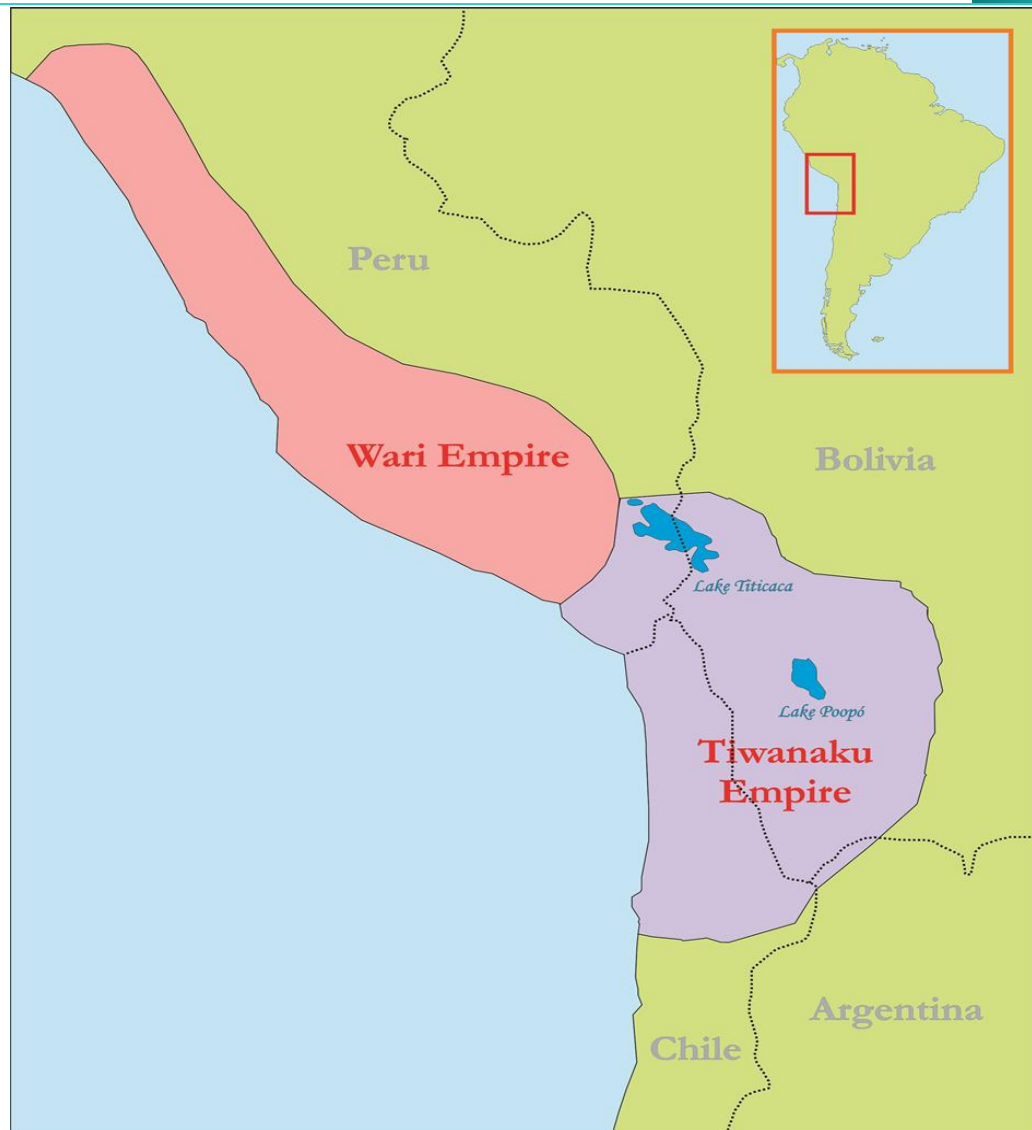 Peru
Wari Empire
Bolivia
Lake Titicaca
Lake Poopó
Tiwanaku
Empire
Argentina
Chile